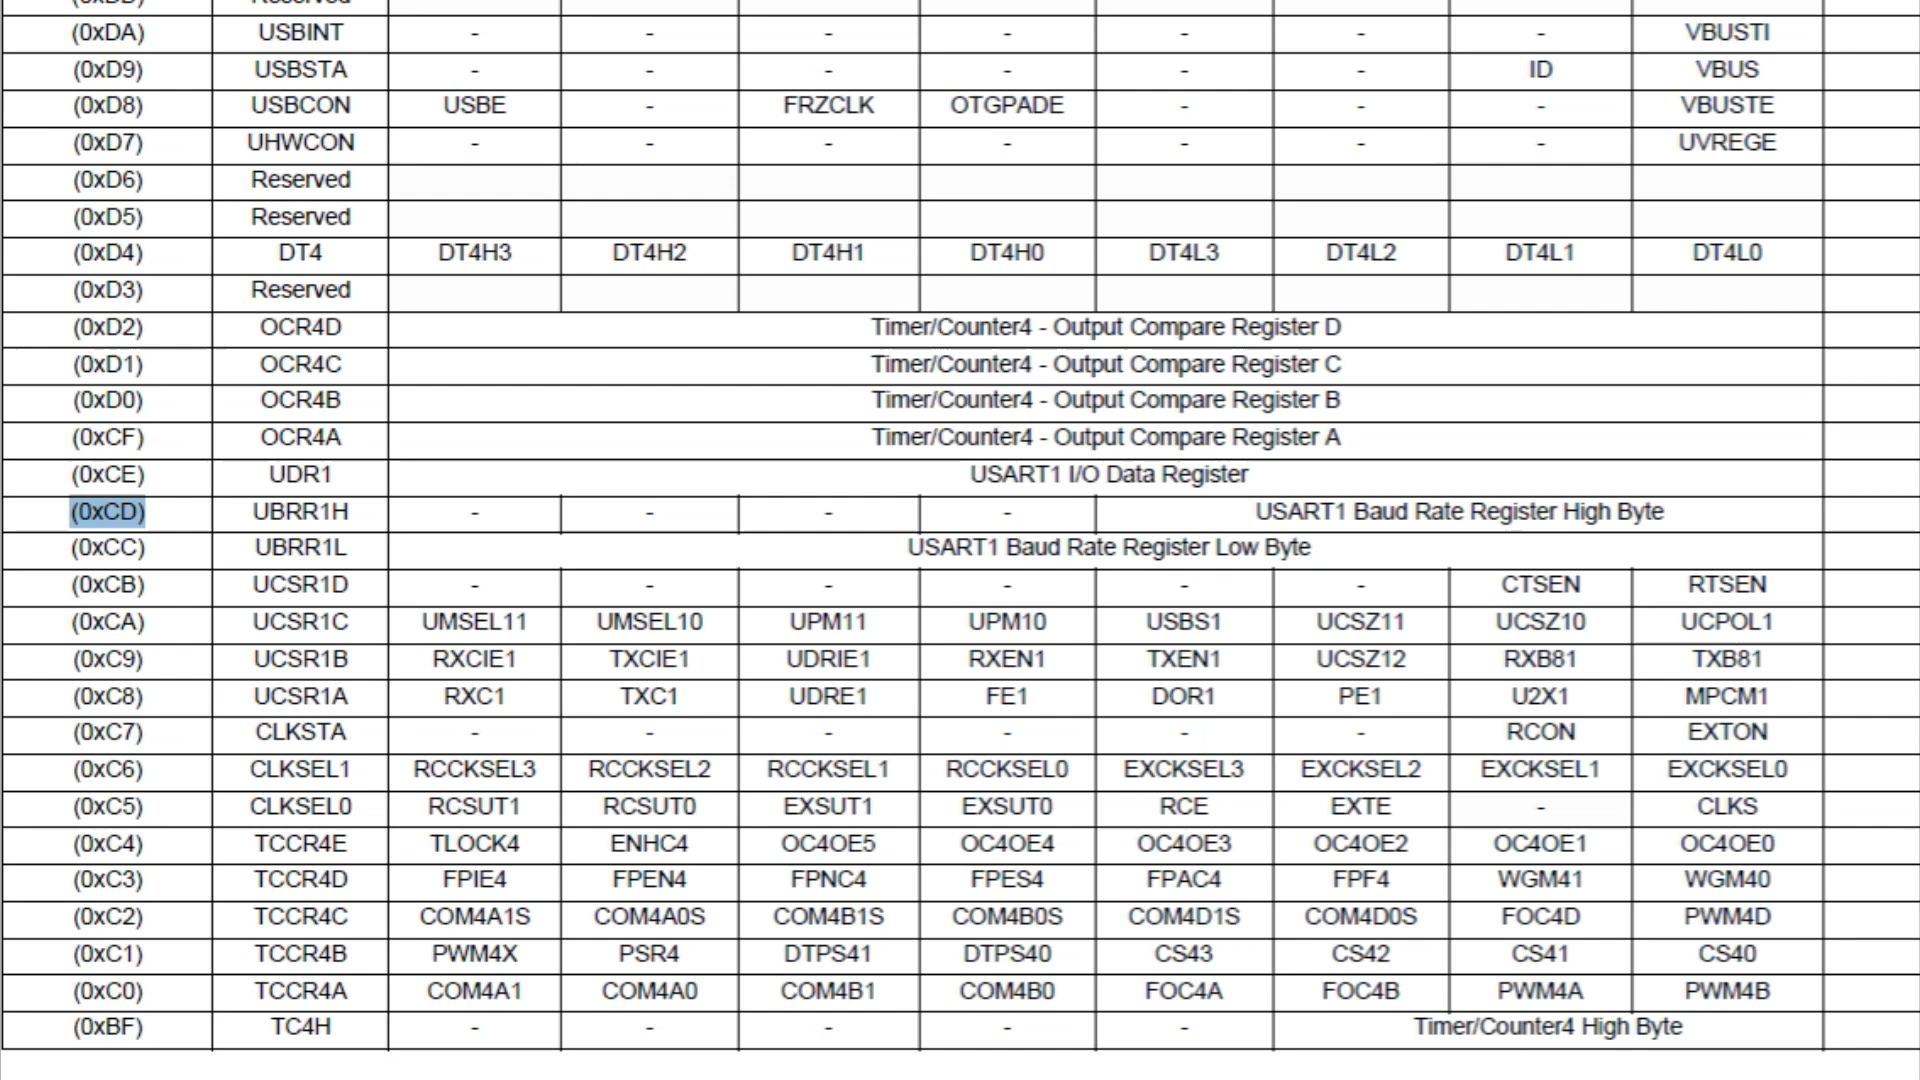 Reserved
(0xDA) USBINT - - - - - - - VBUSTI
(0xD9) USBSTA - - - - - - ID VBUS
(0xD8) USBCON USBE - FRZCLK OTGPADE - - - VBUSTE
(0xD7) UHWCON - - - - - - - UVREGE
(0xD6) Reserved
(0xD5) Reserved
(0xD4) DT4 DT4H3 DT4H2 DT4H1 DT4H0 DT4L3 DT4L2 DT4L1 DT4L0
(0xD3) Reserved
(0xD2) OCR4D Timer/Counter4 - Output Compare Register D
(0xD1) OCR4C Timer/Counter4 - Output Compare Register C
(0xD0) OCR4B Timer/Counter4 - Output Compare Register B
(0xCF) OCR4A Timer/Counter4 - Output Compare Register A
(0xCE) UDR1 USART1 I/O Data Register
(0xCD) UBRR1H - - - - USART1 Baud Rate Register High Byte
(0xCC) UBRR1L USART1 Baud Rate Register Low Byte
(0xCB) UCSR1D - - - - - - CTSEN RTSEN
(0xCA) UCSR1C UMSEL11 UMSEL10 UPM11 UPM10 USBS1 UCSZ11 UCSZ10 UCPOL1
(0xC9) UCSR1B RXCIE1 TXCIE1 UDRIE1 RXEN1 TXEN1 UCSZ12 RXB81 TXB81
(0xC8) UCSR1A RXC1 TXC1 UDRE1 FE1 DOR1 PE1 U2X1 MPCM1
(0xC7) CLKSTA - - - - - - RCON EXTON
(0xC6) CLKSEL1 RCCKSEL3 RCCKSEL2 RCCKSEL1 RCCKSEL0 EXCKSEL3 EXCKSEL2 EXCKSEL1 EXCKSEL0
(0xC5) CLKSEL0 RCSUT1 RCSUT0 EXSUT1 EXSUT0 RCE EXTE - CLKS
(0xC4) TCCR4E TLOCK4 ENHC4 OC4OE5 OC4OE4 OC4OE3 OC4OE2 OC4OE1 OC4OE0
(0xC3) TCCR4D FPIE4 FPEN4 FPNC4 FPES4 FPAC4 FPF4 WGM41 WGM40
(0xC2) TCCR4C COM4A1S COM4A0S COM4B1S COM4B0S COM4D1S COM4D0S FOC4D PWM4D
(0xC1) TCCR4B PWM4X PSR4 DTPS41 DTPS40 CS43 CS42 CS41 CS40
(0xC0) TCCR4A COM4A1 COM4A0 COM4B1 COM4B0 FOC4A FOC4B PWM4A PWM4B
(0xBF) TC4H - - - - - Timer/Counter4 High Byte